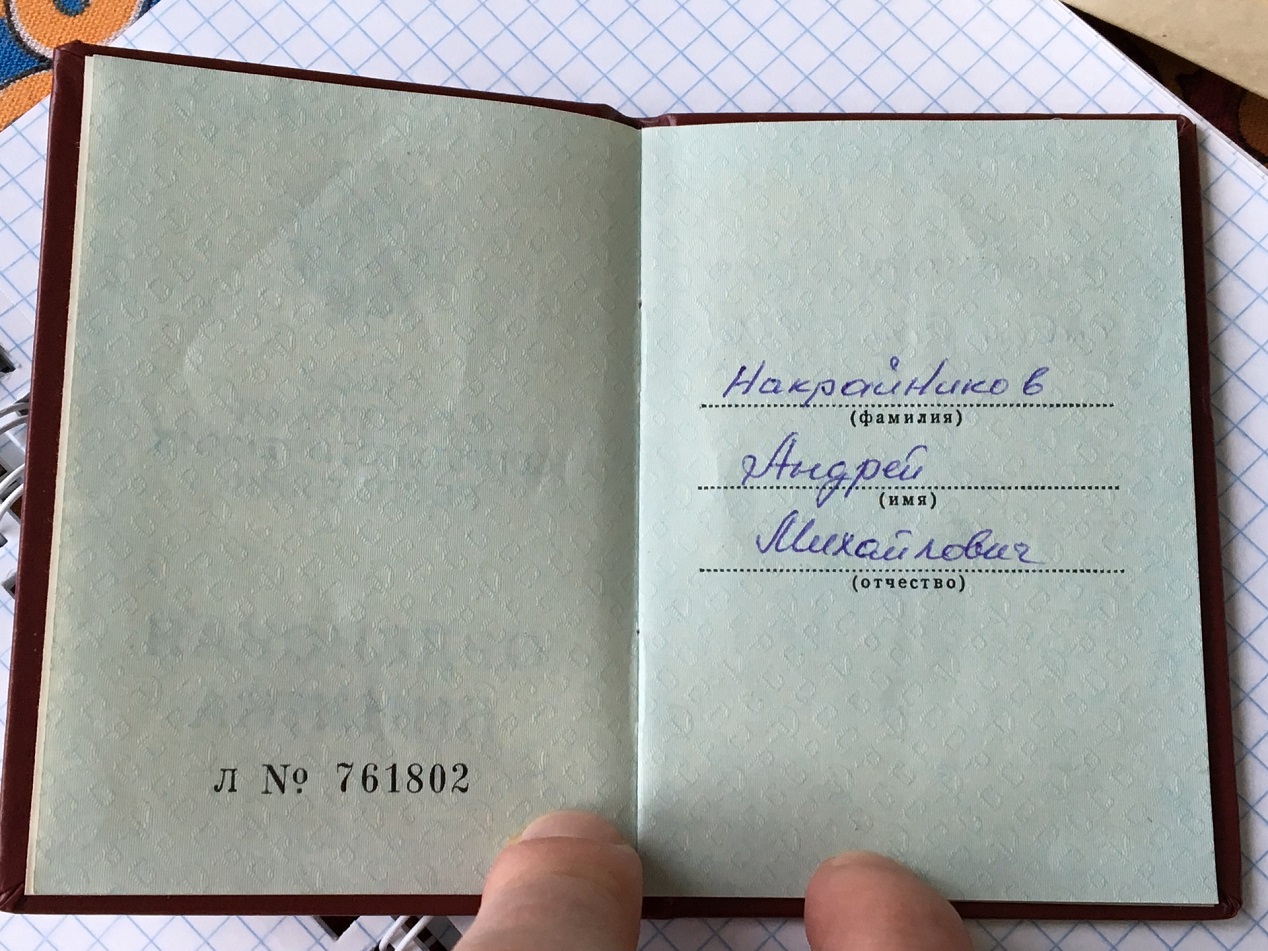 Л № 761802
Накрайников
(фамилия)
Андрей
(имя)
Михайлович
(отчество)